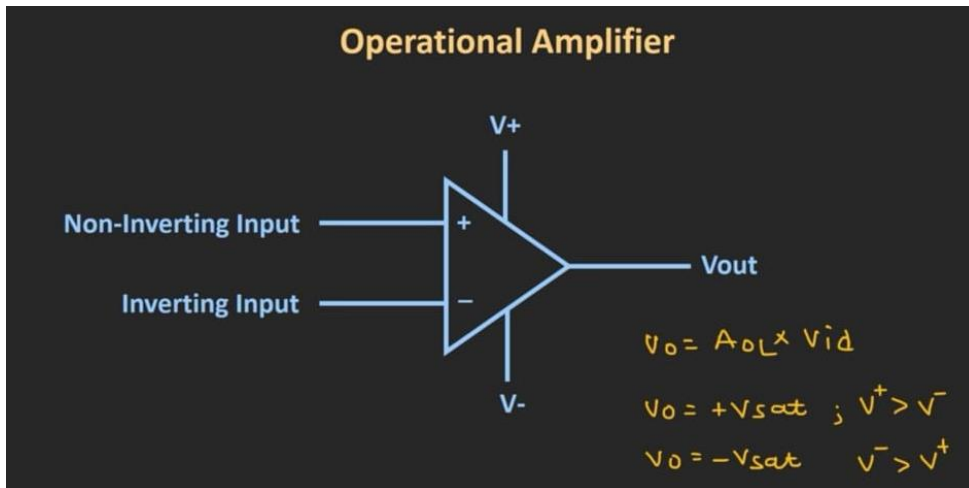 Operational Amplifier
V+
Non-Inverting Input
+
Vout
Inverting Input
−
V-
Vo = AOL × Vid
Vo = +Vsat ; V⁺ > V⁻
Vo = −Vsat V⁻ > V⁺